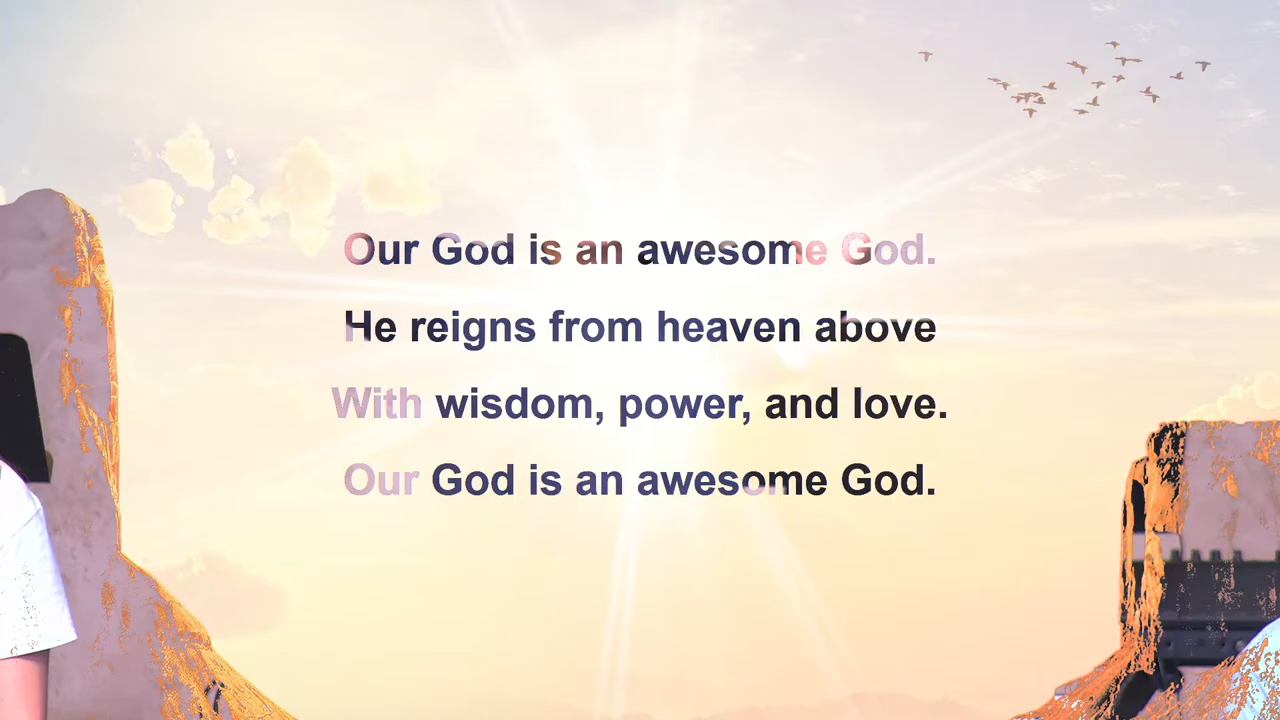 Our God is an awesome God.
He reigns from heaven above
With wisdom, power, and love.
Our God is an awesome God.